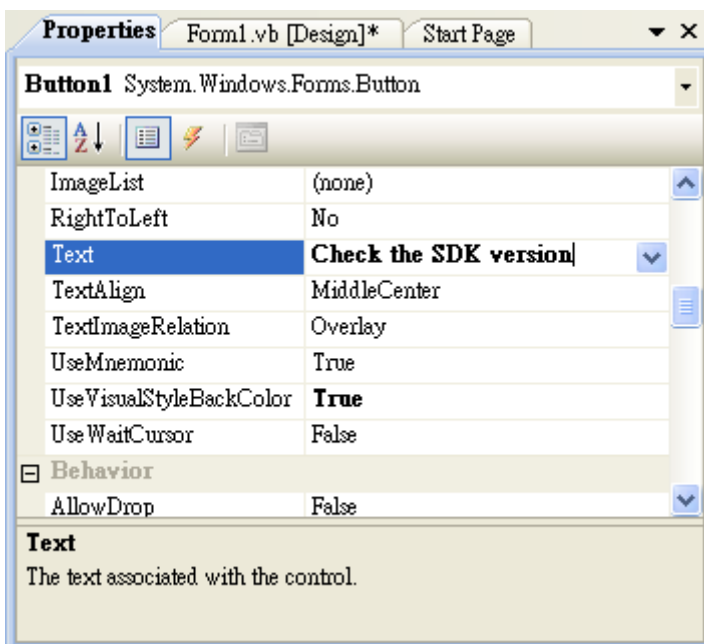 Properties Form1.vb [Design]* Start Page
Button1 System.Windows.Forms.Button
A Z
ImageList (none)
RightToLeft No
Text Check the SDK version
TextAlign MiddleCenter
TextImageRelation Overlay
UseMnemonic True
UseVisualStyleBackColor True
UseWaitCursor False
Behavior
AllowDrop False
Text
The text associated with the control.